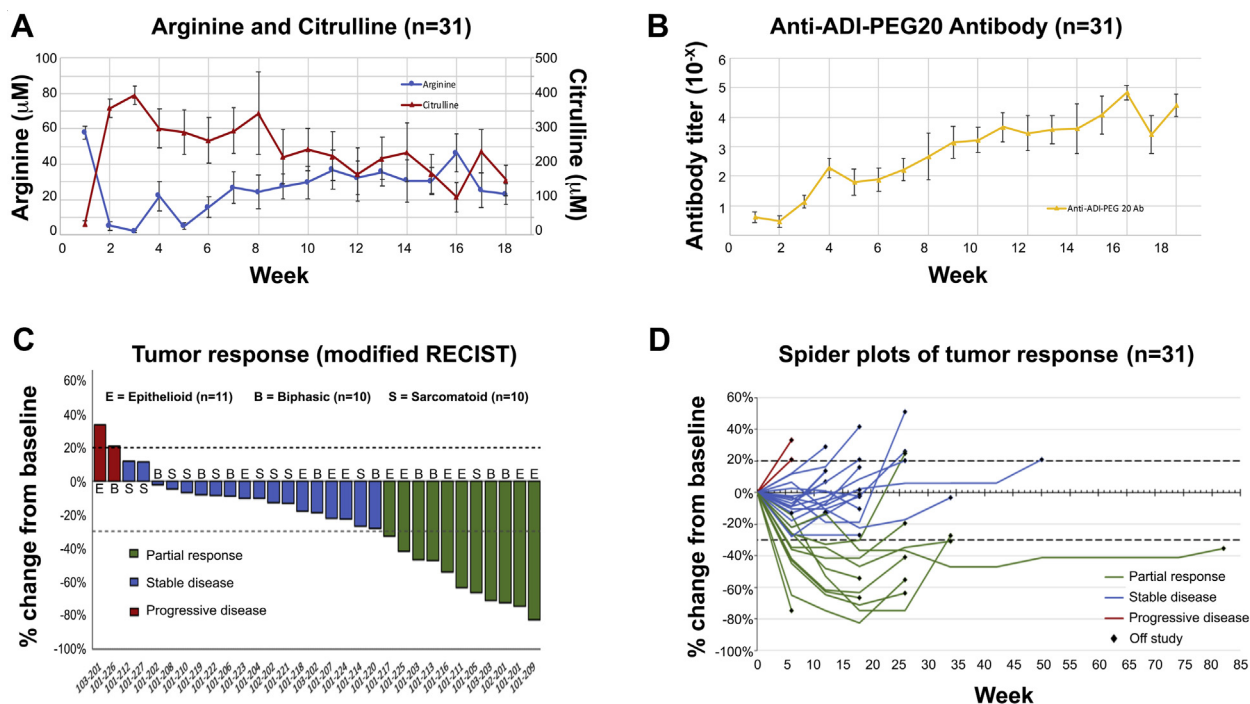 A
Arginine and Citrulline (n=31)
Arginine (µM)
100
80
60
40
20
0
Arginine
Citrulline
500
400
300
200
100
0
Citrulline (µM)
0 2 4 6 8 10 12 14 16 18
Week
B
Anti-ADI-PEG20 Antibody (n=31)
Antibody titer (10⁻ˣ)
6
5
4
3
2
1
Anti-ADI-PEG 20 Ab
0 2 4 6 8 10 12 14 16 18
Week
C
Tumor response (modified RECIST)
% change from baseline
60%
40%
20%
0%
-20%
-40%
-60%
-80%
-100%
E = Epithelioid (n=11) B = Biphasic (n=10) S = Sarcomatoid (n=10)
B S S B S B E S S S E B E E S B E E B E E S B B E E
E B S S
Partial response
Stable disease
Progressive disease
103-201 101-226 101-212 101-227 101-202 101-208 101-210 101-219 101-222 101-206 101-223 101-204 102-202 101-221 103-202 101-207 101-224 101-214 101-220 101-217 101-225 101-203 101-213 101-216 101-211 101-205 103-203 102-201 101-201 101-209
D
Spider plots of tumor response (n=31)
% change from baseline
60%
40%
20%
0%
-20%
-40%
-60%
-80%
-100%
Partial response
Stable disease
Progressive disease
Off study
0 5 10 15 20 25 30 35 40 45 50 55 60 65 70 75 80 85
Week